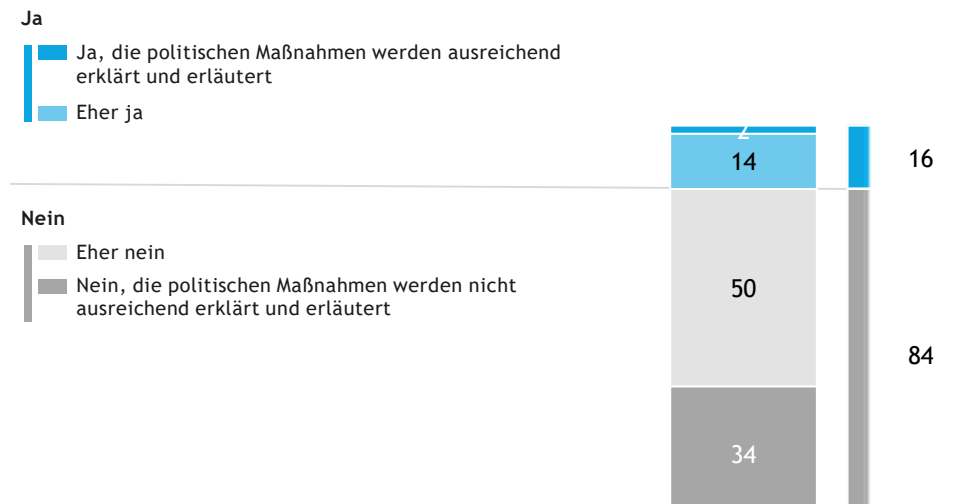 Ja
Ja, die politischen Maßnahmen werden ausreichend
erklärt und erläutert
Eher ja
2
14
16
Nein
Eher nein
Nein, die politischen Maßnahmen werden nicht
ausreichend erklärt und erläutert
50
84
34